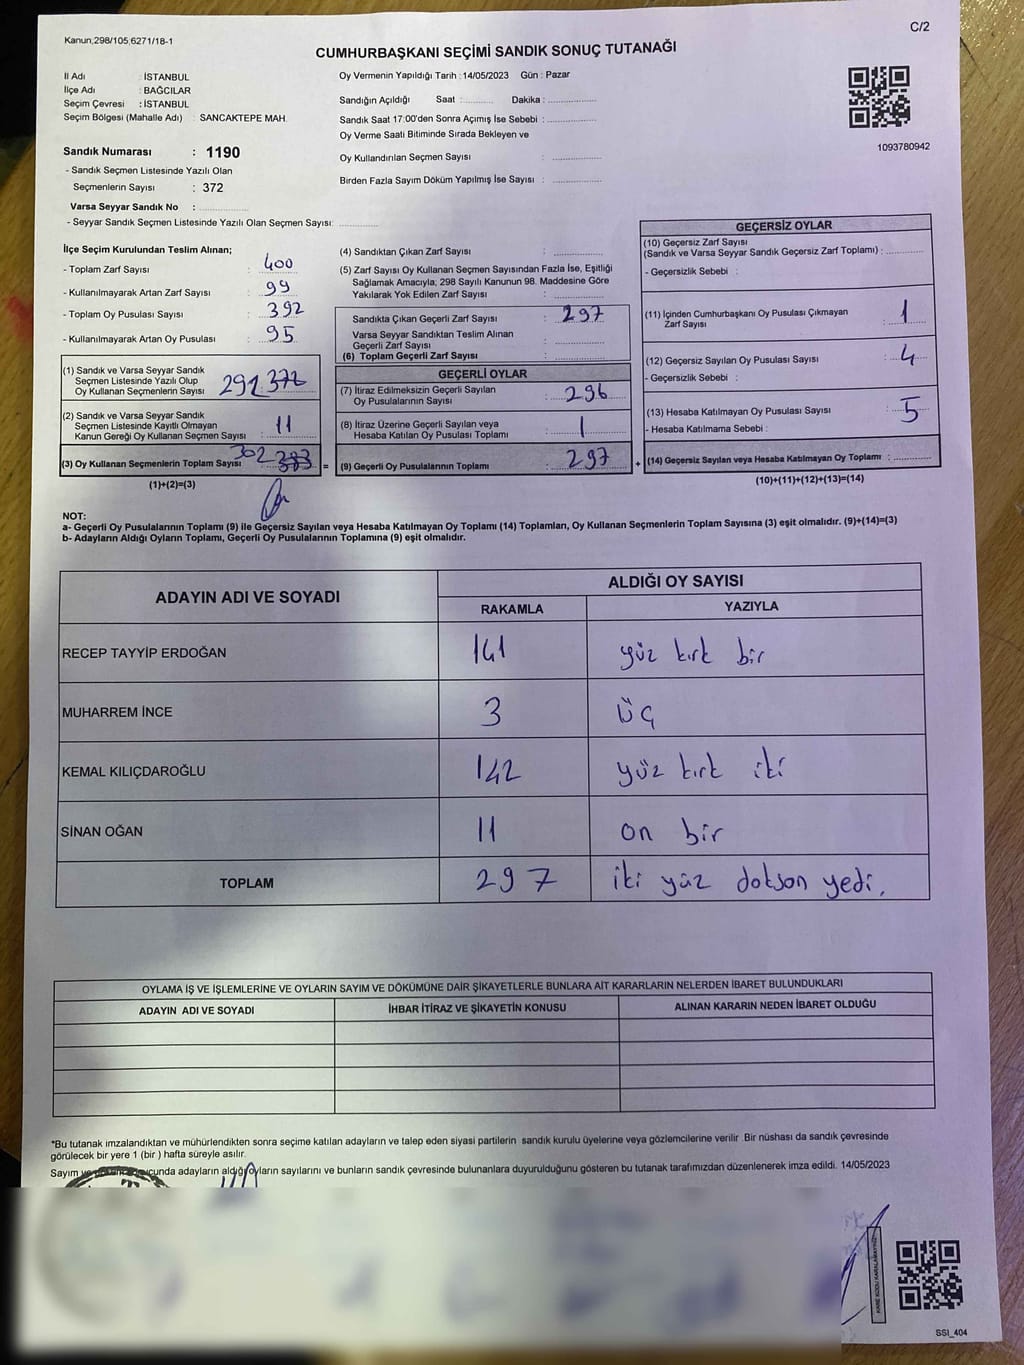 Kanun,298/105,6271/18-1
C/2
CUMHURBAŞKANI SEÇİMİ SANDIK SONUÇ TUTANAĞI
İl Adı : İSTANBUL
İlçe Adı : BAĞCILAR
Seçim Çevresi : İSTANBUL
Seçim Bölgesi (Mahalle Adı) : SANCAKTEPE MAH.
Sandık Numarası : 1190
- Sandık Seçmen Listesinde Yazılı Olan
Seçmenlerin Sayısı : 372
Varsa Seyyar Sandık No : ..............
- Seyyar Sandık Seçmen Listesinde Yazılı Olan Seçmen Sayısı: ..............
Oy Vermenin Yapıldığı Tarih : 14/05/2023 Gün : Pazar
Sandığın Açıldığı Saat : .......... Dakika : ..............
Sandık Saat 17:00'den Sonra Açımış İse Sebebi : ..............
Oy Verme Saati Bitiminde Sırada Bekleyen ve
Oy Kullandırılan Seçmen Sayısı : ..............
Birden Fazla Sayım Döküm Yapılmış İse Sayısı : ..............
1093780942
İlçe Seçim Kurulundan Teslim Alınan;
- Toplam Zarf Sayısı : 400
- Kullanılmayarak Artan Zarf Sayısı : 99
- Toplam Oy Pusulası Sayısı : 392
- Kullanılmayarak Artan Oy Pusulası : 95
(1) Sandık ve Varsa Seyyar Sandık
Seçmen Listesinde Yazılı Olup
Oy Kullanan Seçmenlerin Sayısı : 291 372
(2) Sandık ve Varsa Seyyar Sandık
Seçmen Listesinde Kayıtlı Olmayan
Kanun Gereği Oy Kullanan Seçmen Sayısı : 11
(3) Oy Kullanan Seçmenlerin Toplam Sayısı 302 383
(1)+(2)=(3)
(4) Sandıktan Çıkan Zarf Sayısı : ..............
(5) Zarf Sayısı Oy Kullanan Seçmen Sayısından Fazla İse, Eşitliği
Sağlamak Amacıyla; 298 Sayılı Kanunun 98. Maddesine Göre
Yakılarak Yok Edilen Zarf Sayısı : ..............
Sandıkta Çıkan Geçerli Zarf Sayısı : 297
Varsa Seyyar Sandıktan Teslim Alınan
Geçerli Zarf Sayısı : ..............
(6) Toplam Geçerli Zarf Sayısı : ..............
GEÇERLİ OYLAR
(7) İtiraz Edilmeksizin Geçerli Sayılan
Oy Pusulalarının Sayısı : 296
(8) İtiraz Üzerine Geçerli Sayılan veya
Hesaba Katılan Oy Pusulası Toplamı : 1
= (9) Geçerli Oy Pusulalarının Toplamı : 297
GEÇERSİZ OYLAR
(10) Geçersiz Zarf Sayısı
(Sandık ve Varsa Seyyar Sandık Geçersiz Zarf Toplamı) : ..............
- Geçersizlik Sebebi :
(11) İçinden Cumhurbaşkanı Oy Pusulası Çıkmayan
Zarf Sayısı : 1
(12) Geçersiz Sayılan Oy Pusulası Sayısı : 4
- Geçersizlik Sebebi :
(13) Hesaba Katılmayan Oy Pusulası Sayısı : 5
- Hesaba Katılmama Sebebi :
+ (14) Geçersiz Sayılan veya Hesaba Katılmayan Oy Toplamı : ..............
(10)+(11)+(12)+(13)=(14)
NOT:
a- Geçerli Oy Pusulalarının Toplamı (9) ile Geçersiz Sayılan veya Hesaba Katılmayan Oy Toplamı (14) Toplamları, Oy Kullanan Seçmenlerin Toplam Sayısına (3) eşit olmalıdır. (9)+(14)=(3)
b- Adayların Aldığı Oyların Toplamı, Geçerli Oy Pusulalarının Toplamına (9) eşit olmalıdır.
ADAYIN ADI VE SOYADI
ALDIĞI OY SAYISI
RAKAMLA YAZIYLA
RECEP TAYYİP ERDOĞAN 141 yüz kırk bir
MUHARREM İNCE 3 Üç
KEMAL KILIÇDAROĞLU 142 yüz kırk iki
SİNAN OĞAN 11 on bir
TOPLAM 297 iki yüz dokson yedi.
OYLAMA İŞ VE İŞLEMLERİNE VE OYLARIN SAYIM VE DÖKÜMÜNE DAİR ŞİKAYETLERLE BUNLARA AİT KARARLARIN NELERDEN İBARET BULUNDUKLARI
ADAYIN ADI VE SOYADI İHBAR İTİRAZ VE ŞİKAYETİN KONUSU ALINAN KARARIN NEDEN İBARET OLDUĞU
*Bu tutanak imzalandıktan ve mühürlendikten sonra seçime katılan adayların ve talep eden siyasi partilerin sandık kurulu üyelerine veya gözlemcilerine verilir. Bir nüshası da sandık çevresinde
görülecek bir yere 1 (bir ) hafta süreyle asılır.
Sayım ve adayların aldığı oyların sayılarını ve bunların sandık çevresinde bulunanlara duyurulduğunu gösteren bu tutanak tarafımızdan düzenlenerek imza edildi. 14/05/2023
KARE KODU KARALAMAYINIZ
SSI_404